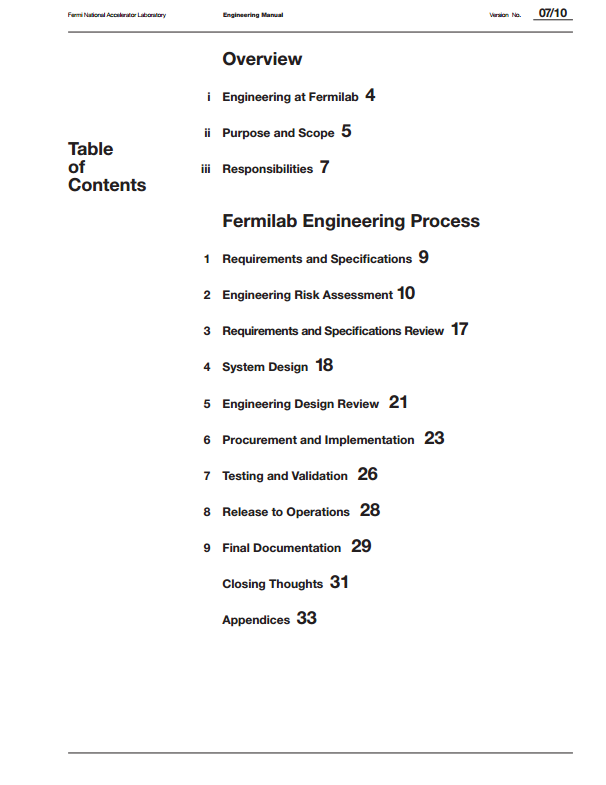 Fermi National Accelerator Laboratory Engineering Manual Version No. 07/10
Table
of
Contents
Overview
i Engineering at Fermilab 4
ii Purpose and Scope 5
iii Responsibilities 7
Fermilab Engineering Process
1 Requirements and Specifications 9
2 Engineering Risk Assessment 10
3 Requirements and Specifications Review 17
4 System Design 18
5 Engineering Design Review 21
6 Procurement and Implementation 23
7 Testing and Validation 26
8 Release to Operations 28
9 Final Documentation 29
Closing Thoughts 31
Appendices 33